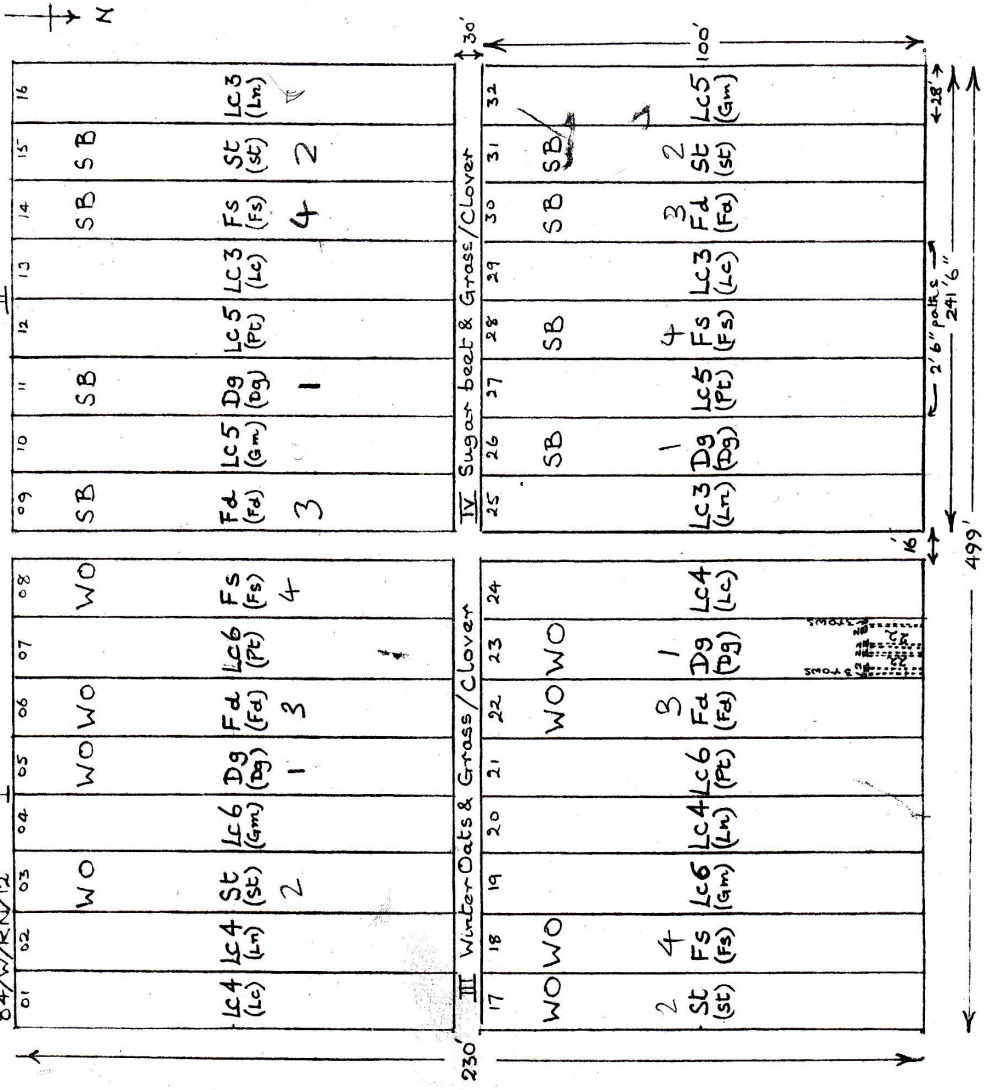 N
84/W/RN/12
I
II
01 02 03 04 05 06 07 08 09 10 11 12 13 14 15 16
WO WO WO WO SB SB SB SB
LC4 LC4 St LC6 Dg Fd LC6 Fs Fd LC5 Dg LC5 LC3 Fs St LC3
(Lc) (Ln) (St) (Gm) (Dg) (Fd) (Pt) (Fs) (Fd) (Gm) (Dg) (Pt) (Lc) (Fs) (St) (Ln)
2 1 3 4 3 1 4 2
230'
III Winter Oats & Grass/Clover
IV Sugar beet & Grass/Clover
30'
17 18 19 20 21 22 23 24 25 26 27 28 29 30 31 32
WO WO WO WO SB SB SB SB
2 4 3 1 1 4 3 2
St Fs LC6 LC4 LC6 Fd Dg LC4 LC3 Dg LC5 Fs LC3 Fd St LC5
(St) (Fs) (Gm) (Ln) (Pt) (Fd) (Dg) (Lc) (Ln) (Dg) (Pt) (Fs) (Lc) (Fd) (St) (Gm)
100'
3 rows 22 22 3 rows
16'
2'6" paths
28'
241'6"
499'